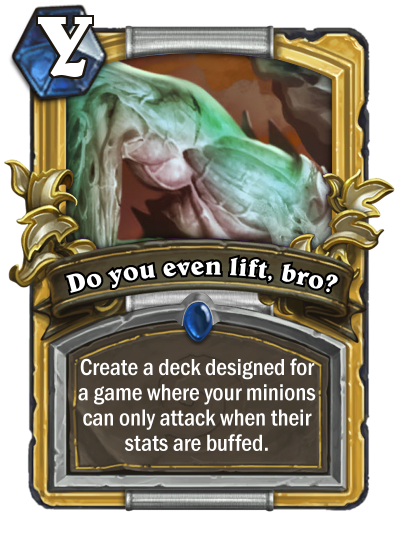 Y
Do you even lift, bro?
Create a deck designed for
a game where your minions
can only attack when their
stats are buffed.